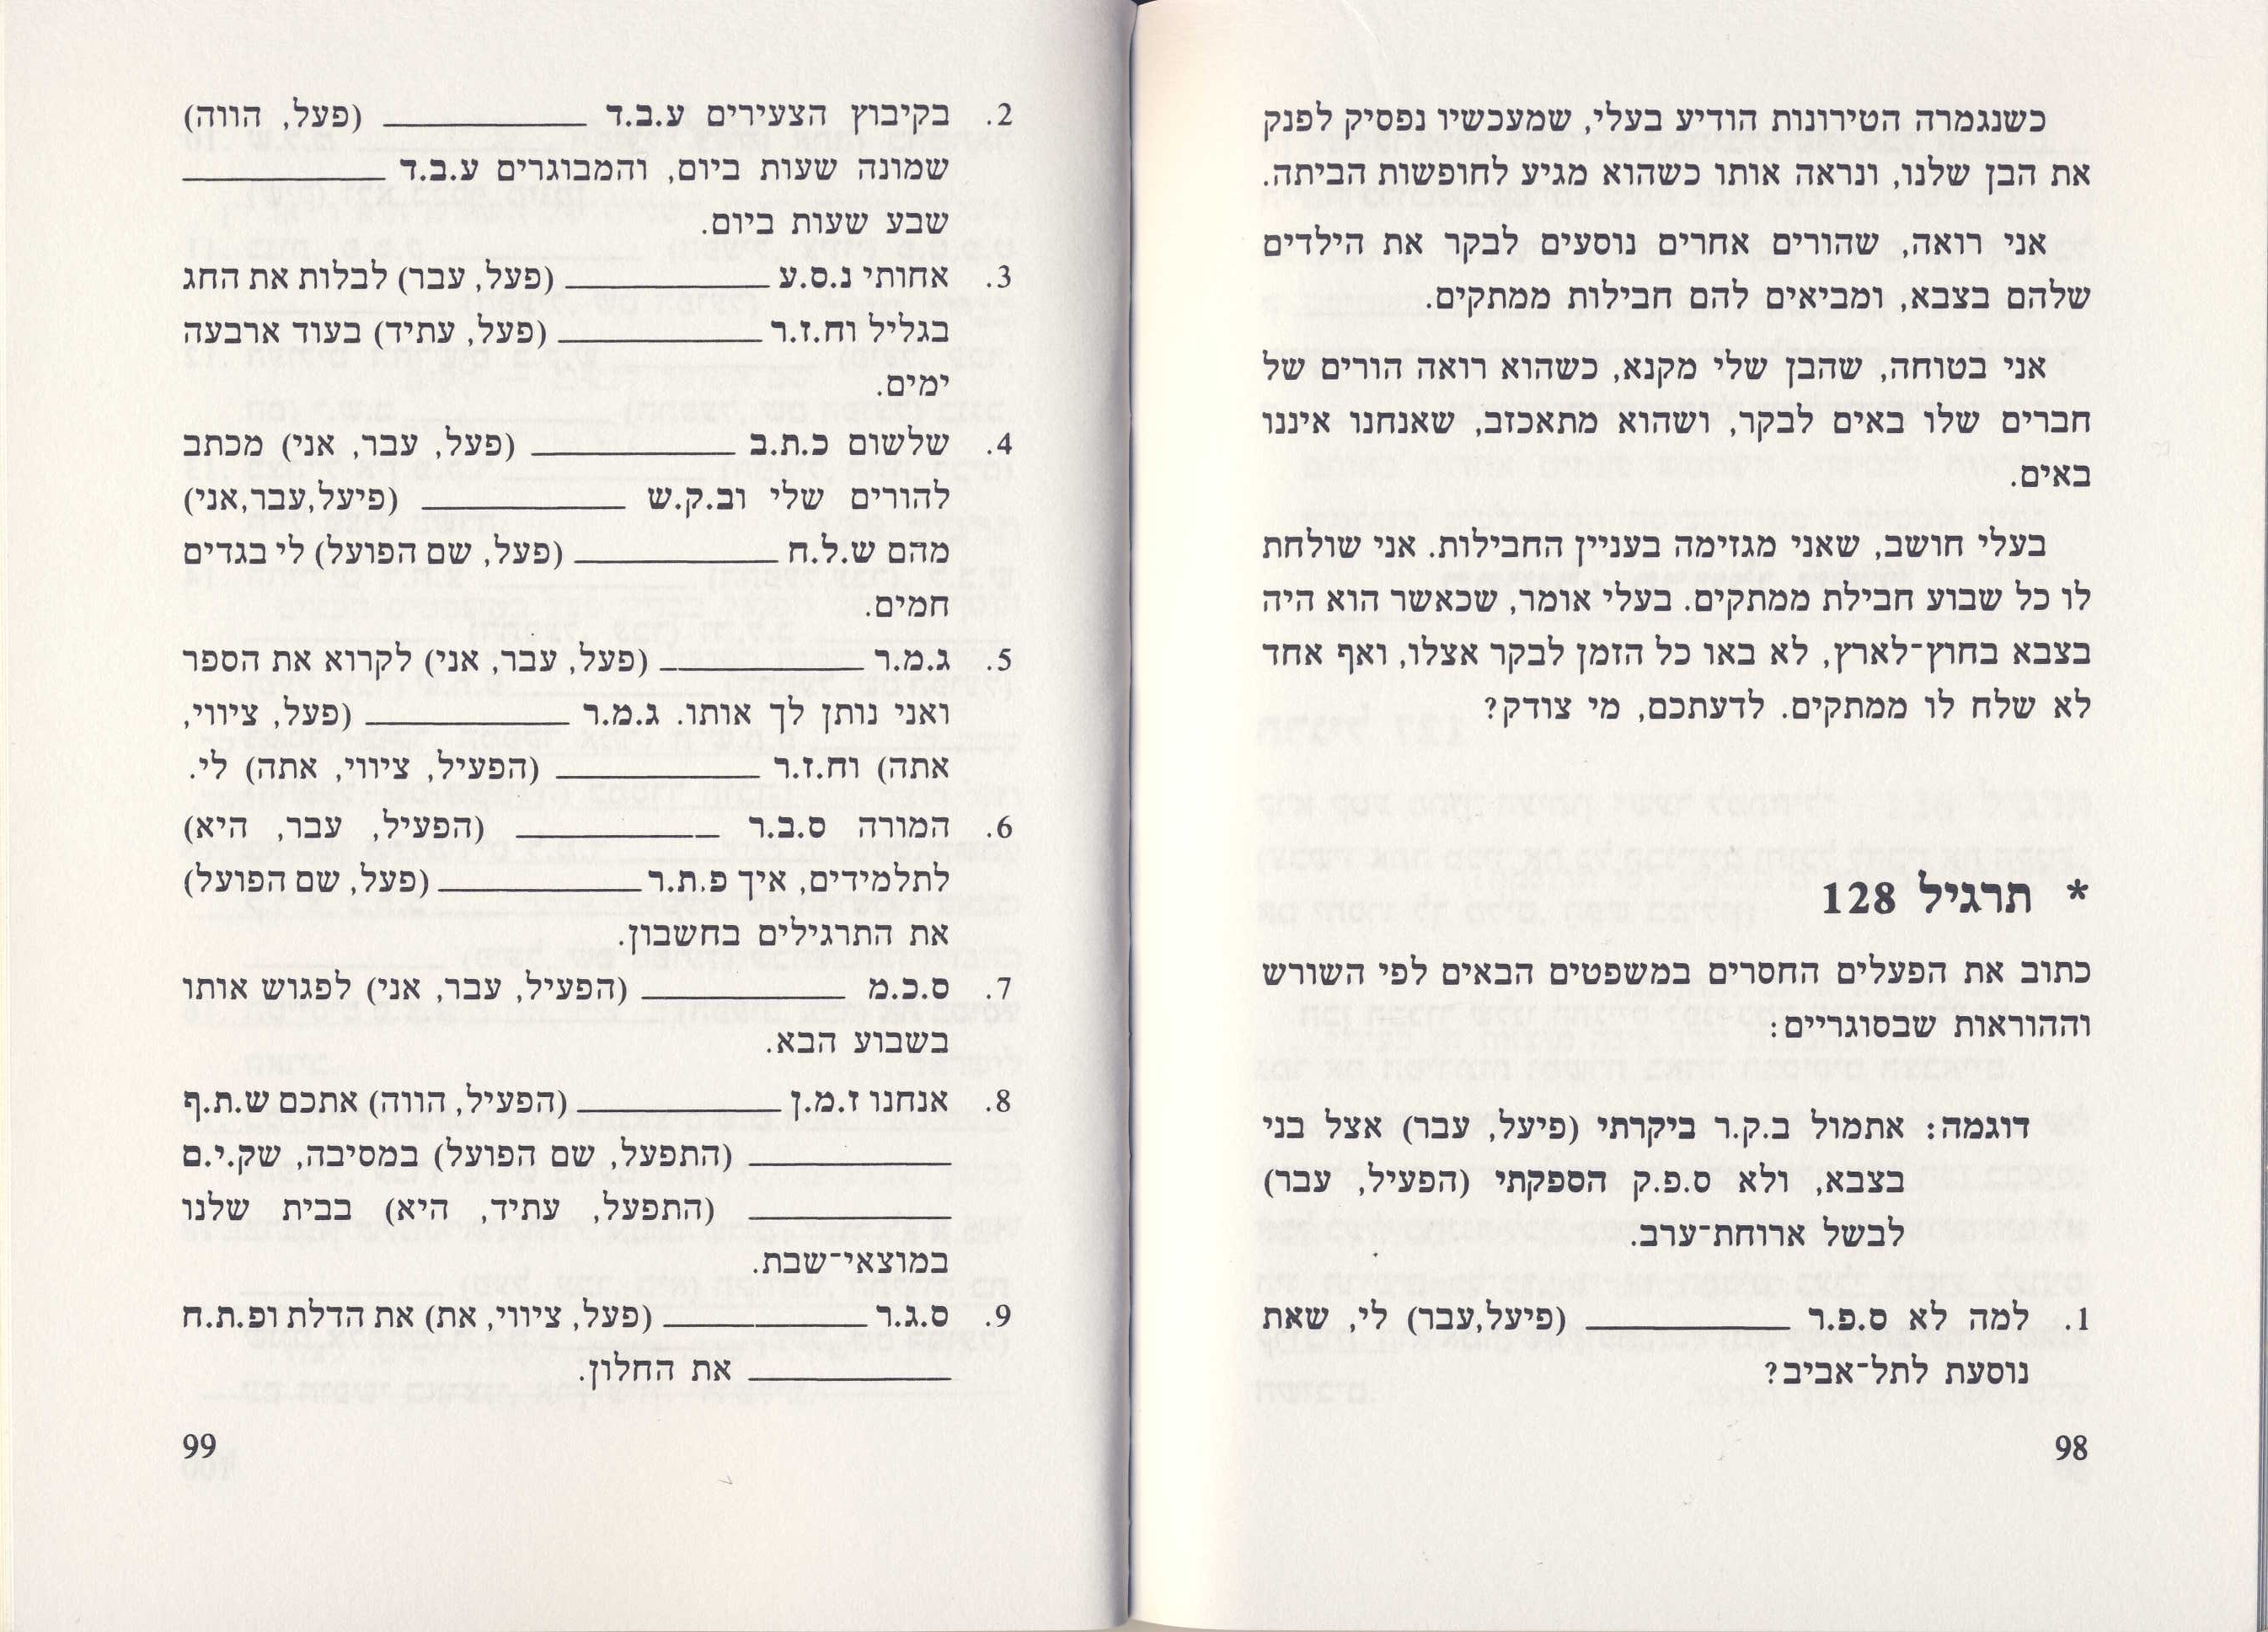 כשנגמרה הטירונות הודיע בעלי, שמעכשיו נפסיק לפנק
את הבן שלנו, ונראה אותו כשהוא מגיע לחופשות הביתה.
אני רואה, שהורים אחרים נוסעים לבקר את הילדים
שלהם בצבא, ומביאים להם חבילות ממתקים.
אני בטוחה, שהבן שלי מקנא, כשהוא רואה הורים של
חברים שלו באים לבקר, ושהוא מתאכזב, שאנחנו איננו
באים.
בעלי חושב, שאני מגזימה בעניין החבילות. אני שולחת
לו כל שבוע חבילת ממתקים. בעלי אומר, שכאשר הוא היה
בצבא בחוץ־לארץ, לא באו כל הזמן לבקר אצלו, ואף אחד
לא שלח לו ממתקים. לדעתכם, מי צודק?
* תרגיל 128
כתוב את הפעלים החסרים במשפטים הבאים לפי השורש
וההוראות שבסוגריים:
דוגמה: אתמול ב.ק.ר ביקרתי (פיעל, עבר) אצל בני
בצבא, ולא ס.פ.ק הספקתי (הפעיל, עבר)
לבשל ארוחת־ערב.
1. למה לא ס.פ.ר ________ (פיעל,עבר) לי, שאת
נוסעת לתל־אביב?
98
2. בקיבוץ הצעירים ע.ב.ד ________ (פעל, הווה)
שמונה שעות ביום, והמבוגרים ע.ב.ד ________
שבע שעות ביום.
3. אחותי נ.ס.ע ________ (פעל, עבר) לבלות את החג
בגליל וח.ז.ר ________ (פעל, עתיד) בעוד ארבעה
ימים.
4. שלשום כ.ת.ב ________ (פעל, עבר, אני) מכתב
להורים שלי וב.ק.ש ________ (פיעל,עבר,אני)
מהם ש.ל.ח ________ (פעל, שם הפועל) לי בגדים
חמים.
5. ג.מ.ר ________ (פעל, עבר, אני) לקרוא את הספר
ואני נותן לך אותו. ג.מ.ר ________ (פעל, ציווי,
אתה) וח.ז.ר ________ (הפעיל, ציווי, אתה) לי.
6. המורה ס.ב.ר ________ (הפעיל, עבר, היא)
לתלמידים, איך פ.ת.ר ________ (פעל, שם הפועל)
את התרגילים בחשבון.
7. ס.כ.מ ________ (הפעיל, עבר, אני) לפגוש אותו
בשבוע הבא.
8. אנחנו ז.מ.ן ________ (הפעיל, הווה) אתכם ש.ת.ף
________ (התפעל, שם הפועל) במסיבה, שק.י.ם
________ (התפעל, עתיד, היא) בבית שלנו
במוצאי־שבת.
9. ס.ג.ר ________ (פעל, ציווי, את) את הדלת ופ.ת.ח
________ את החלון.
99